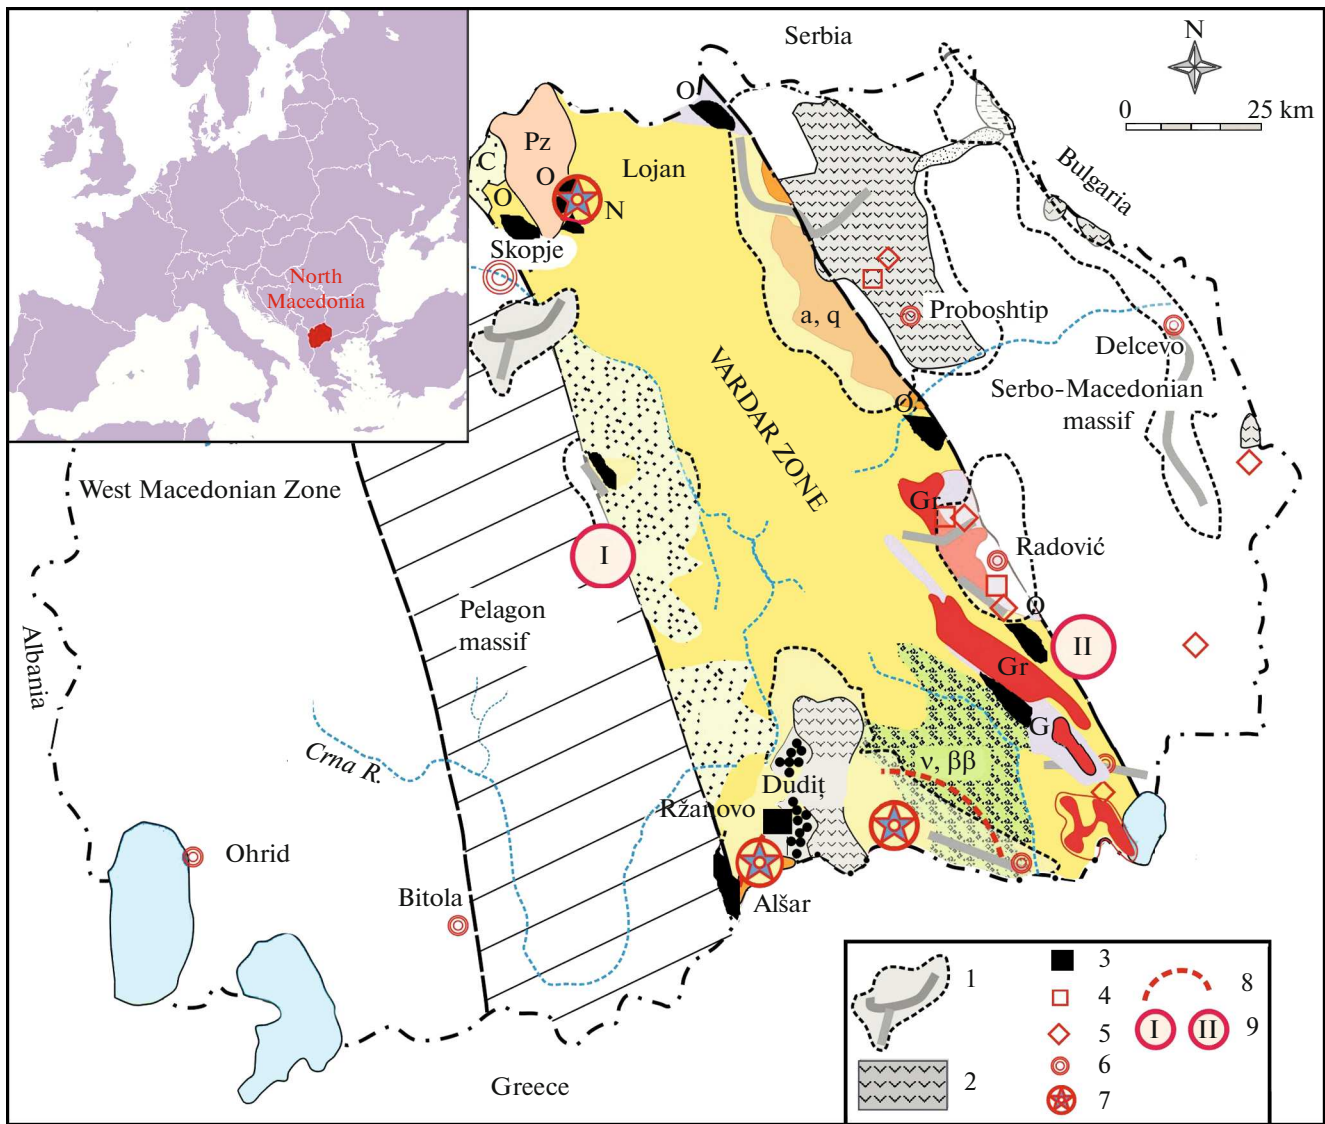 Serbia
N
0
25 km
O
Pz
C
O
Lojan
O
N
Bulgaria
Skopje
North
Macedonia
a, q
Proboshtip
Delcevo
VARDAR ZONE
Serbo-Macedonian
massif
O
West Macedonian Zone
Gr
Radović
I
Pelagon
massif
O
II
Albania
Gr
G
Crna R.
ν, ββ
Dudiț
Ržanovo
Ohrid
Bitola
Alšar
Greece
1
2
3
4
5
6
7
8
I
II
9